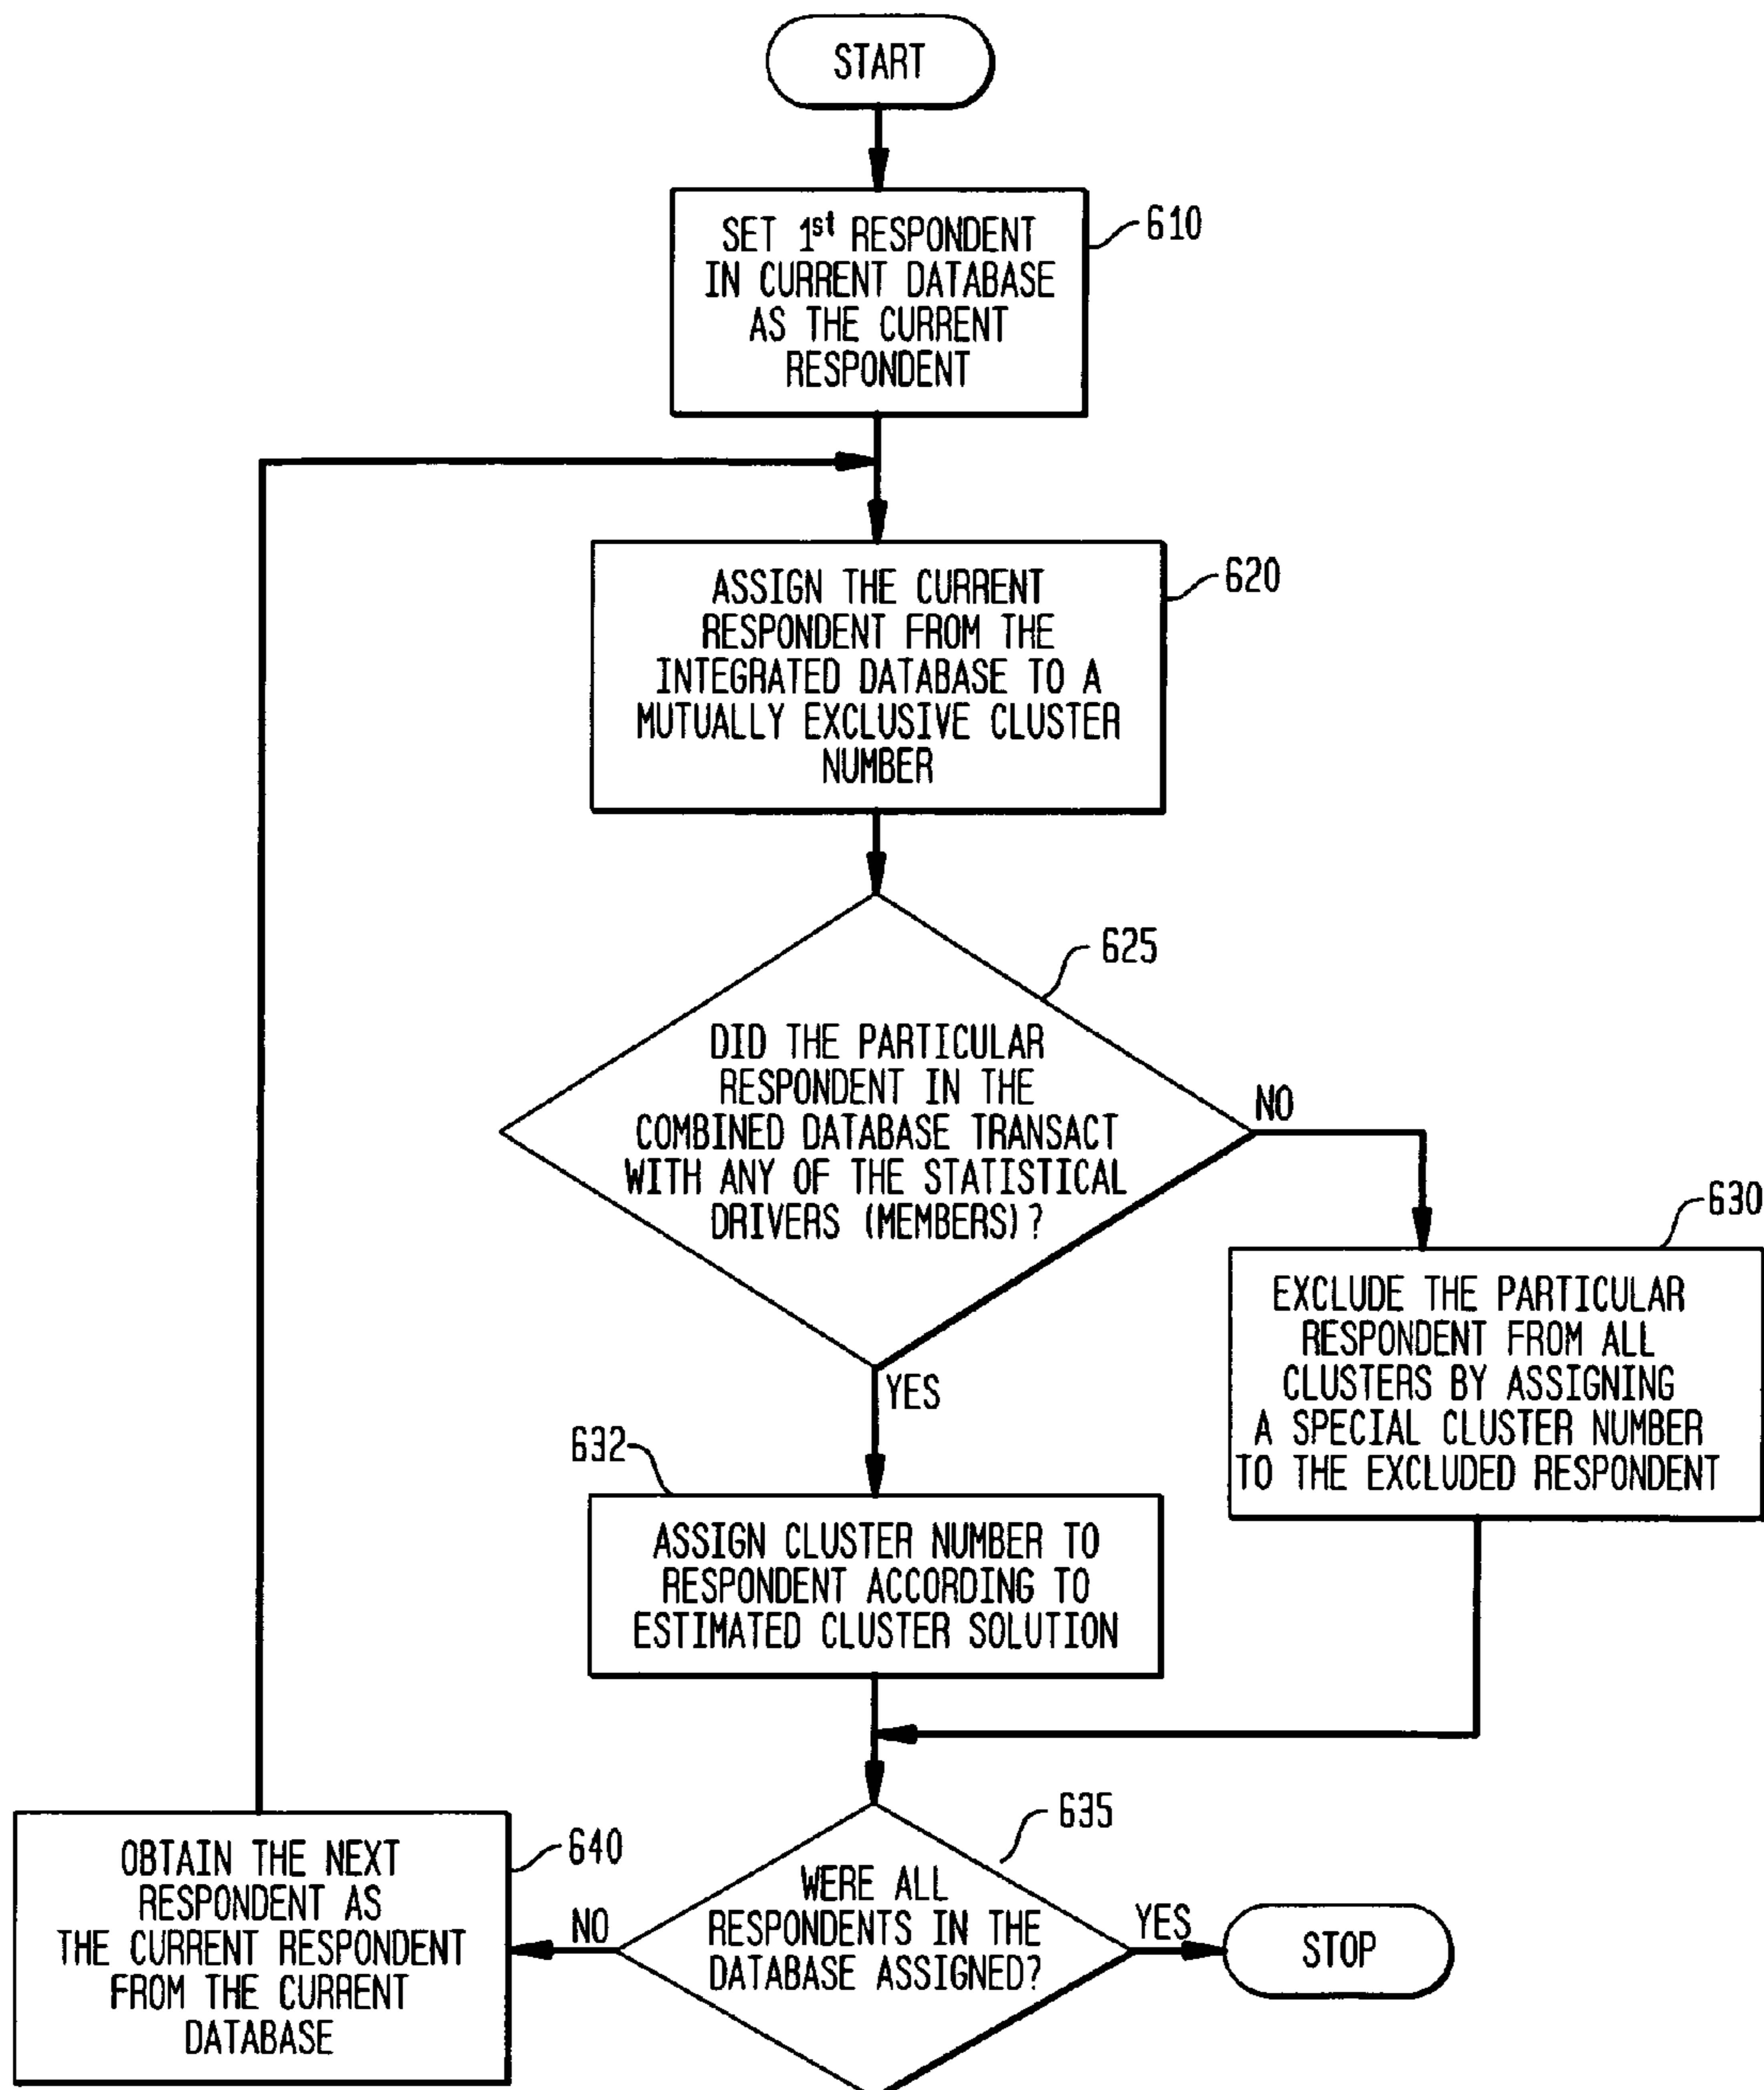 START
SET 1st RESPONDENT
IN CURRENT DATABASE
AS THE CURRENT
RESPONDENT
610
ASSIGN THE CURRENT
RESPONDENT FROM THE
INTEGRATED DATABASE TO A
MUTUALLY EXCLUSIVE CLUSTER
NUMBER
620
625
DID THE PARTICULAR
RESPONDENT IN THE
COMBINED DATABASE TRANSACT
WITH ANY OF THE STATISTICAL
DRIVERS (MEMBERS)?
NO
YES
630
EXCLUDE THE PARTICULAR
RESPONDENT FROM ALL
CLUSTERS BY ASSIGNING
A SPECIAL CLUSTER NUMBER
TO THE EXCLUDED RESPONDENT
632
ASSIGN CLUSTER NUMBER TO
RESPONDENT ACCORDING TO
ESTIMATED CLUSTER SOLUTION
635
WERE ALL
RESPONDENTS IN THE
DATABASE ASSIGNED?
NO
YES
STOP
640
OBTAIN THE NEXT
RESPONDENT AS
THE CURRENT RESPONDENT
FROM THE CURRENT
DATABASE